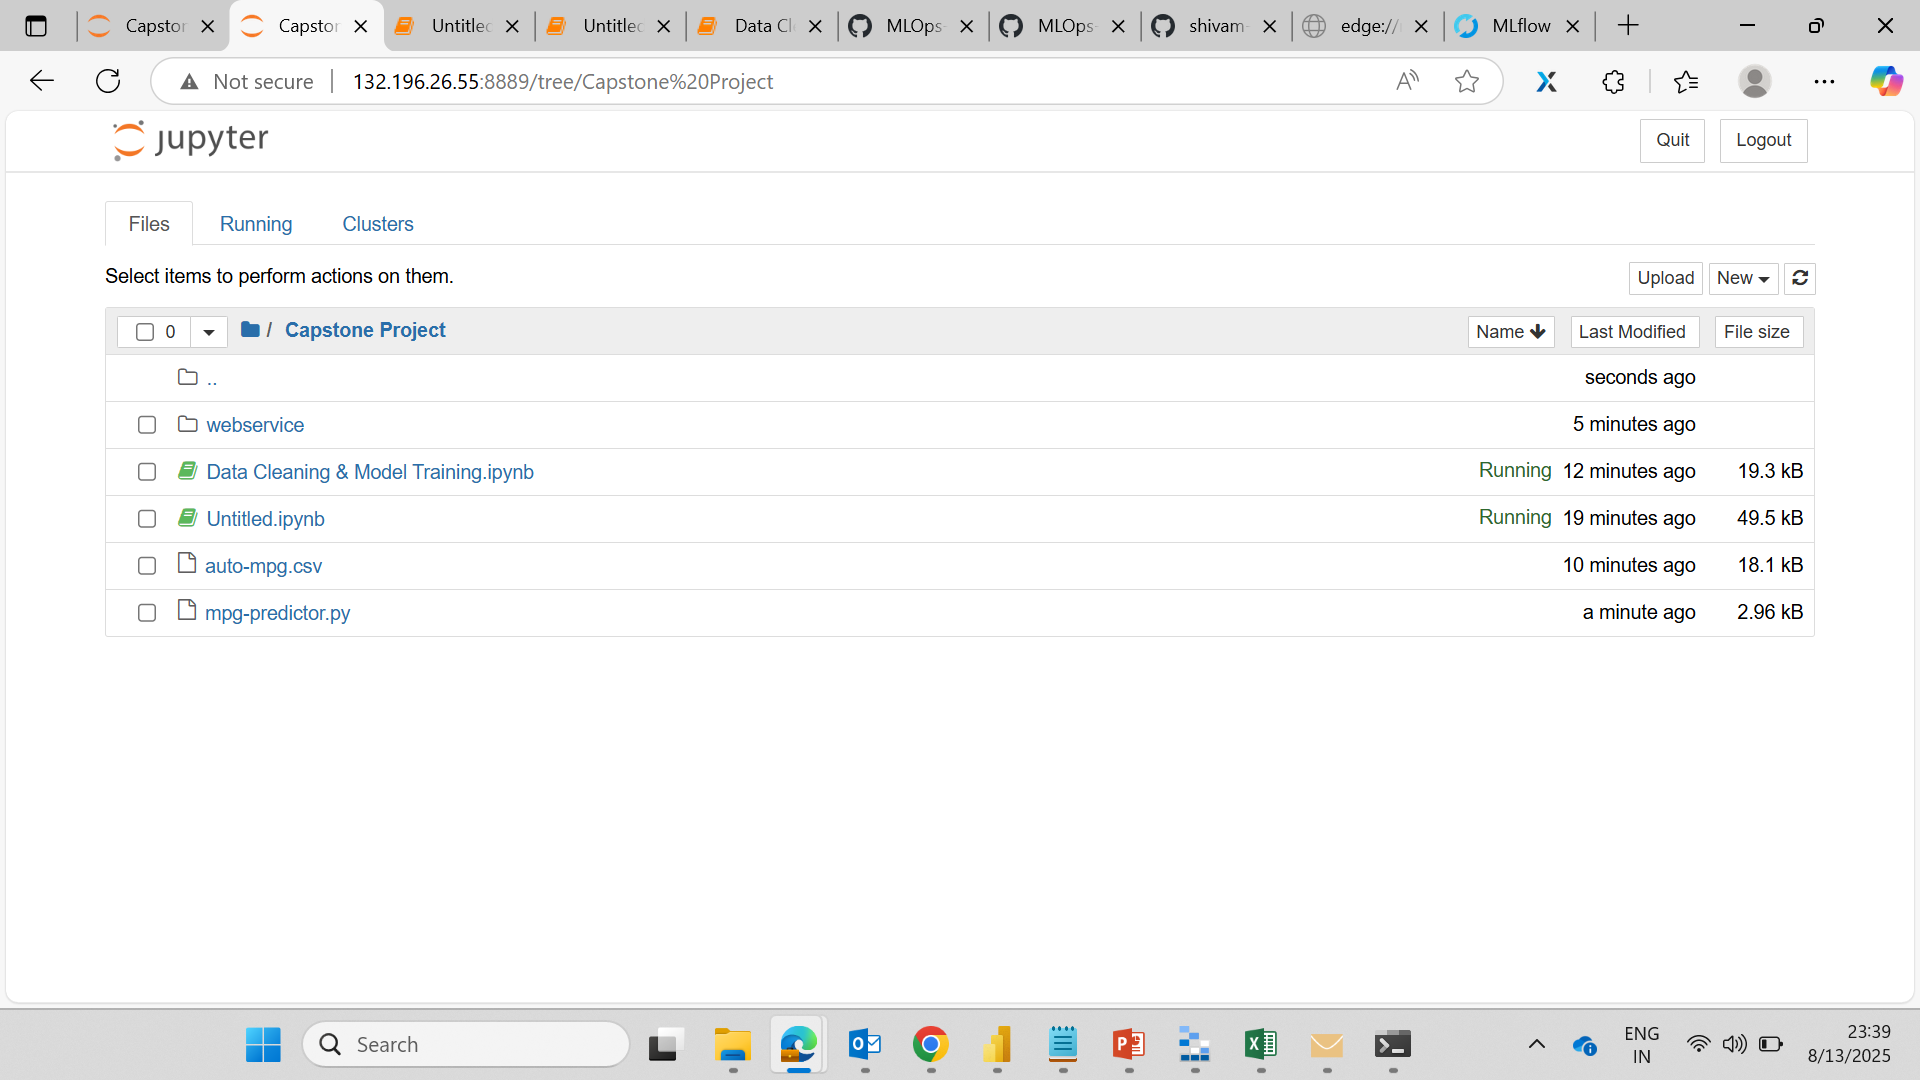 Capstor
Capstor
Untitled
Untitled
Data Cl
MLOps-
MLOps-
shivam-
edge://
MLflow
Not secure
132.196.26.55:8889/tree/Capstone%20Project
jupyter
Quit
Logout
Files
Running
Clusters
Select items to perform actions on them.
Upload
New
0
/ Capstone Project
Name
Last Modified
File size
..
seconds ago
webservice
5 minutes ago
Data Cleaning & Model Training.ipynb
Running 12 minutes ago 19.3 kB
Untitled.ipynb
Running 19 minutes ago 49.5 kB
auto-mpg.csv
10 minutes ago 18.1 kB
mpg-predictor.py
a minute ago 2.96 kB
Search
ENG
IN
23:39
8/13/2025